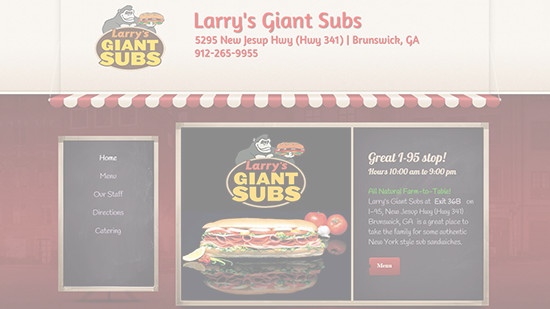 Larry's
GIANT
SUBS
Larry's Giant Subs
5295 New Jesup Hwy (Hwy 341) | Brunswick, GA
912-265-9955
Home
Menu
Our Staff
Directions
Catering
Larry's
GIANT
SUBS
Great I-95 stop!
Hours 10:00 am to 9:00 pm
All Natural Farm-to-Table!
Larry's Giant Subs at Exit 36B on
I-95, New Jesop Hwy (Hwy 341)
Brunswick, GA. is a great place to
take the family for some authentic
New York style sub sandwiches.
Menu